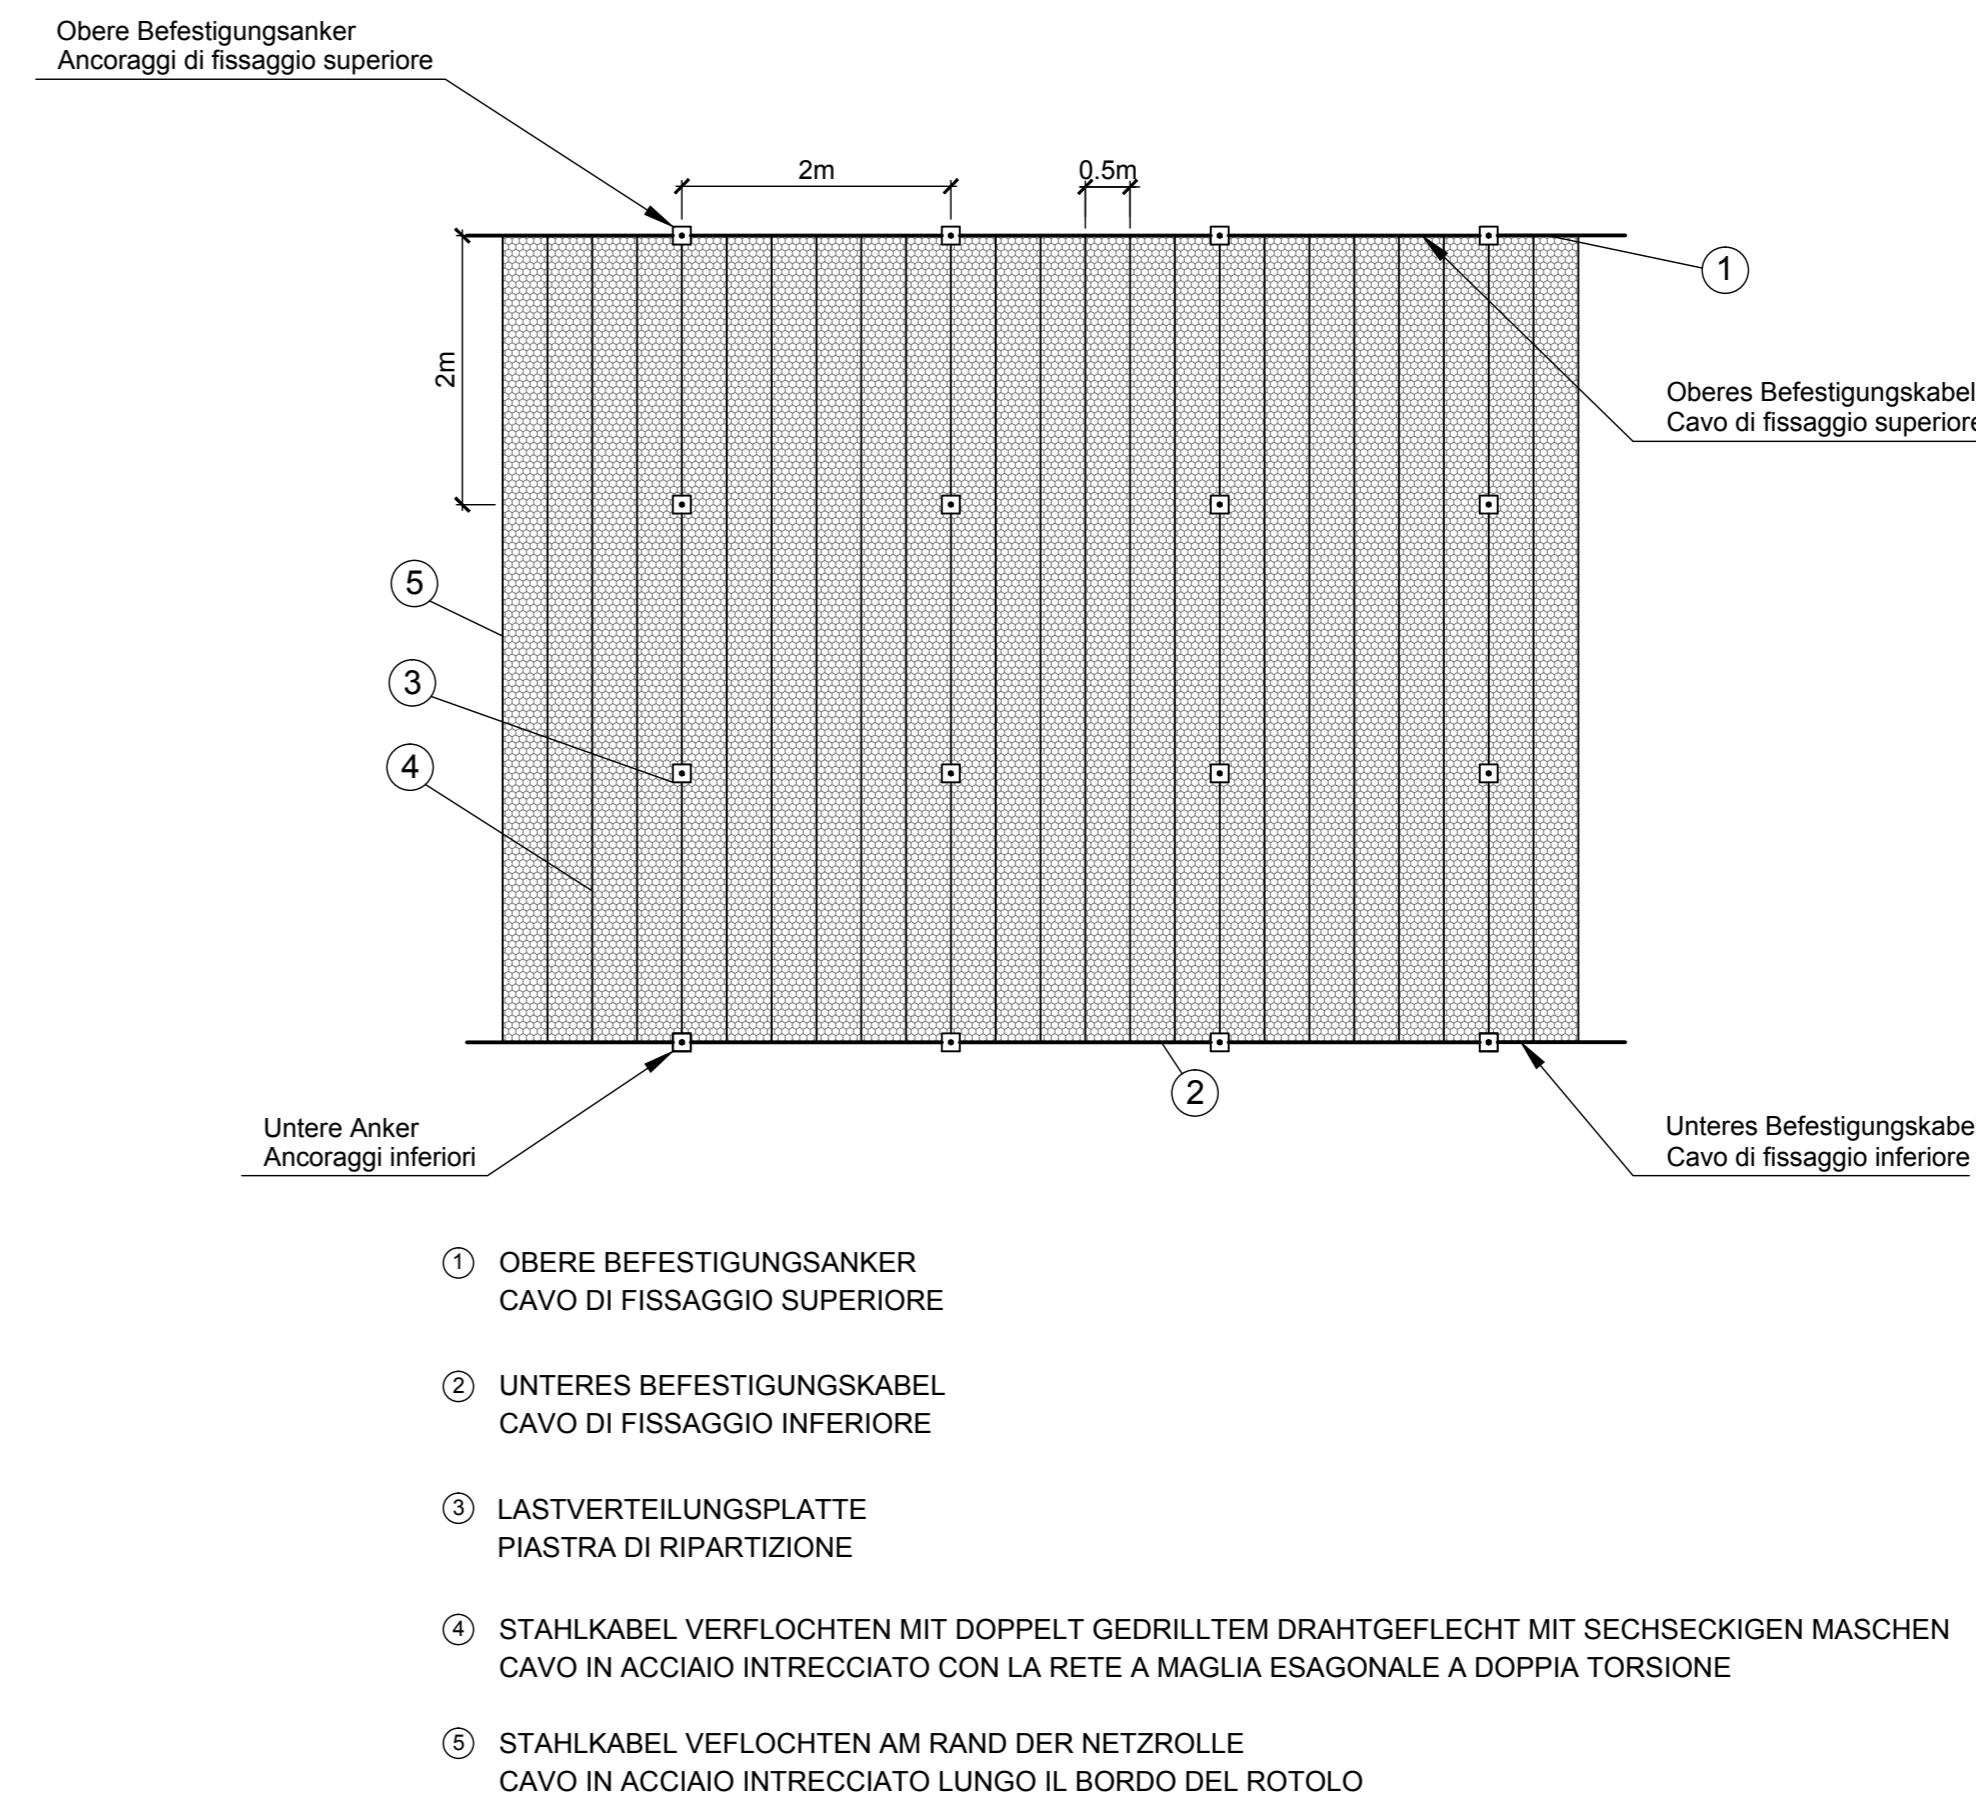 Obere Befestigungsanker
Ancoraggi di fissaggio superiore
2m
0.5m
1
2m
Oberes Befestigungskabel
Cavo di fissaggio superiore
5
3
4
2
Untere Anker
Ancoraggi inferiori
Unteres Befestigungskabe
Cavo di fissaggio inferiore
1 OBERE BEFESTIGUNGSANKER
CAVO DI FISSAGGIO SUPERIORE
2 UNTERES BEFESTIGUNGSKABEL
CAVO DI FISSAGGIO INFERIORE
3 LASTVERTEILUNGSPLATTE
PIASTRA DI RIPARTIZIONE
4 STAHLKABEL VERFLOCHTEN MIT DOPPELT GEDRILLTEM DRAHTGEFLECHT MIT SECHSECKIGEN MASCHEN
CAVO IN ACCIAIO INTRECCIATO CON LA RETE A MAGLIA ESAGONALE A DOPPIA TORSIONE
5 STAHLKABEL VEFLOCHTEN AM RAND DER NETZROLLE
CAVO IN ACCIAIO INTRECCIATO LUNGO IL BORDO DEL ROTOLO